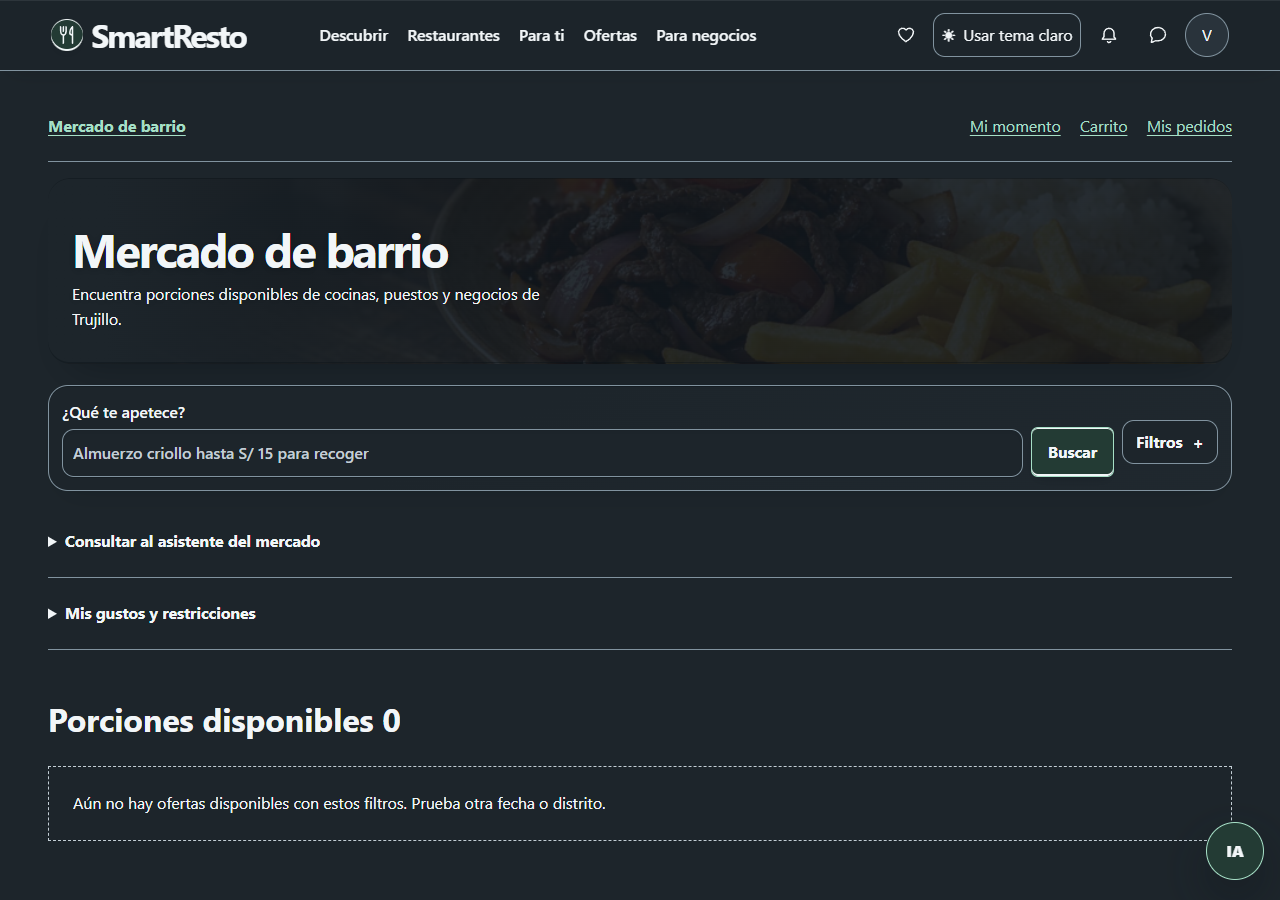 SmartResto
Descubrir
Restaurantes
Para ti
Ofertas
Para negocios
Usar tema claro
V
Mercado de barrio
Mi momento
Carrito
Mis pedidos
Mercado de barrio
Encuentra porciones disponibles de cocinas, puestos y negocios de
Trujillo.
¿Qué te apetece?
Almuerzo criollo hasta S/ 15 para recoger
Buscar
Filtros +
Consultar al asistente del mercado
Mis gustos y restricciones
Porciones disponibles 0
Aún no hay ofertas disponibles con estos filtros. Prueba otra fecha o distrito.
IA